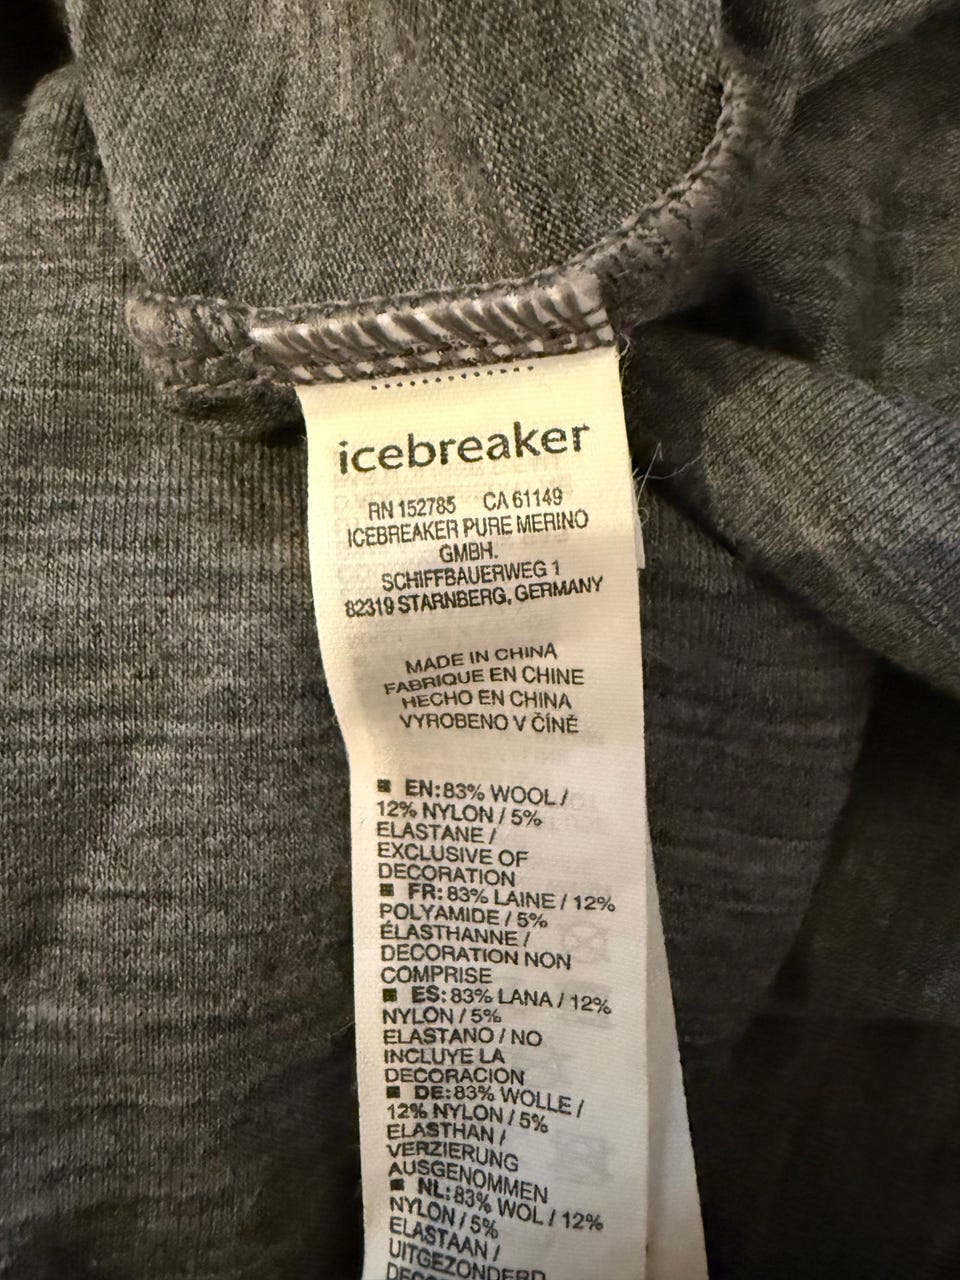 icebreaker
RN 152785 CA 61149
ICEBREAKER PURE MERINO
GMBH.
SCHIFFBAUERWEG 1
82319 STARNBERG, GERMANY
MADE IN CHINA
FABRIQUE EN CHINE
HECHO EN CHINA
VYROBENO V ČÍNĚ
EN: 83% WOOL /
12% NYLON / 5%
ELASTANE /
EXCLUSIVE OF
DECORATION
FR: 83% LAINE / 12%
POLYAMIDE / 5%
ÉLASTHANNE /
DECORATION NON
COMPRISE
ES: 83% LANA / 12%
NYLON / 5%
ELASTANO / NO
INCLUYE LA
DECORACION
DE: 83% WOLLE /
12% NYLON / 5%
ELASTHAN /
VERZIERUNG
AUSGENOMMEN
NL: 83% WOL / 12%
NYLON / 5%
ELASTAAN /
UITGEZONDERD